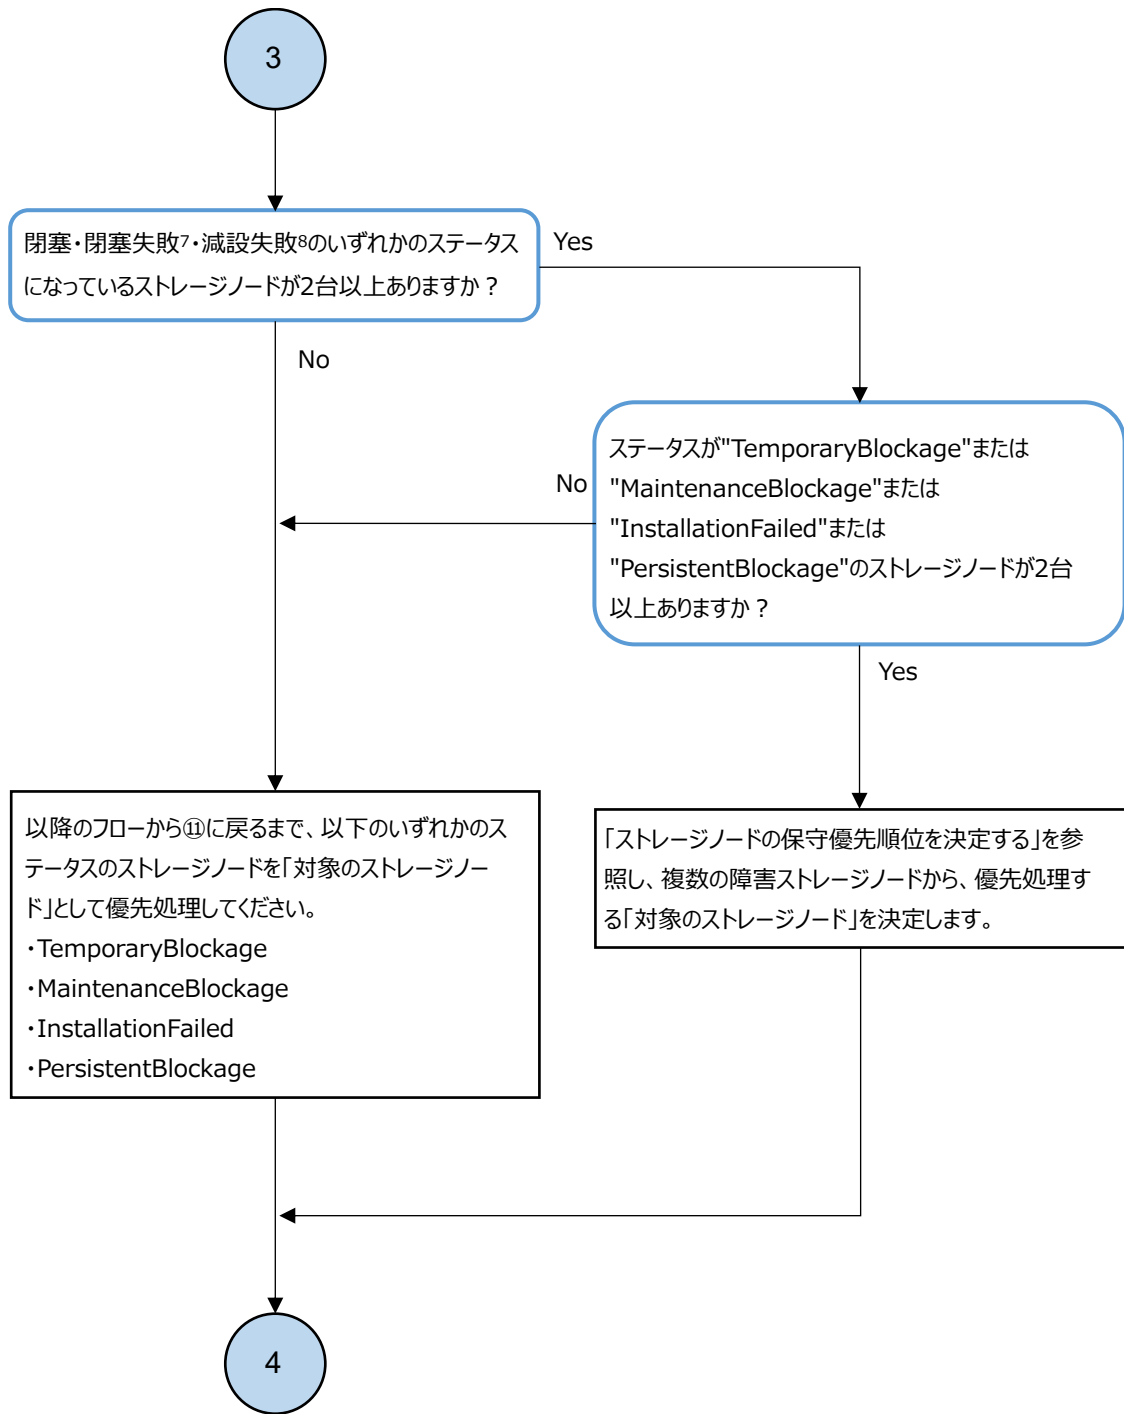 3
閉塞・閉塞失敗7・減設失敗8のいずれかのステータス
になっているストレージノードが2台以上ありますか？
Yes
No
ステータスが"TemporaryBlockage"または
"MaintenanceBlockage"または
"InstallationFailed"または
"PersistentBlockage"のストレージノードが2台
以上ありますか？
No
Yes
以降のフローから⑪に戻るまで、以下のいずれかのス
テータスのストレージノードを「対象のストレージノー
ド」として優先処理してください。
・TemporaryBlockage
・MaintenanceBlockage
・InstallationFailed
・PersistentBlockage
「ストレージノードの保守優先順位を決定する」を参
照し、複数の障害ストレージノードから、優先処理す
る「対象のストレージノード」を決定します。
4